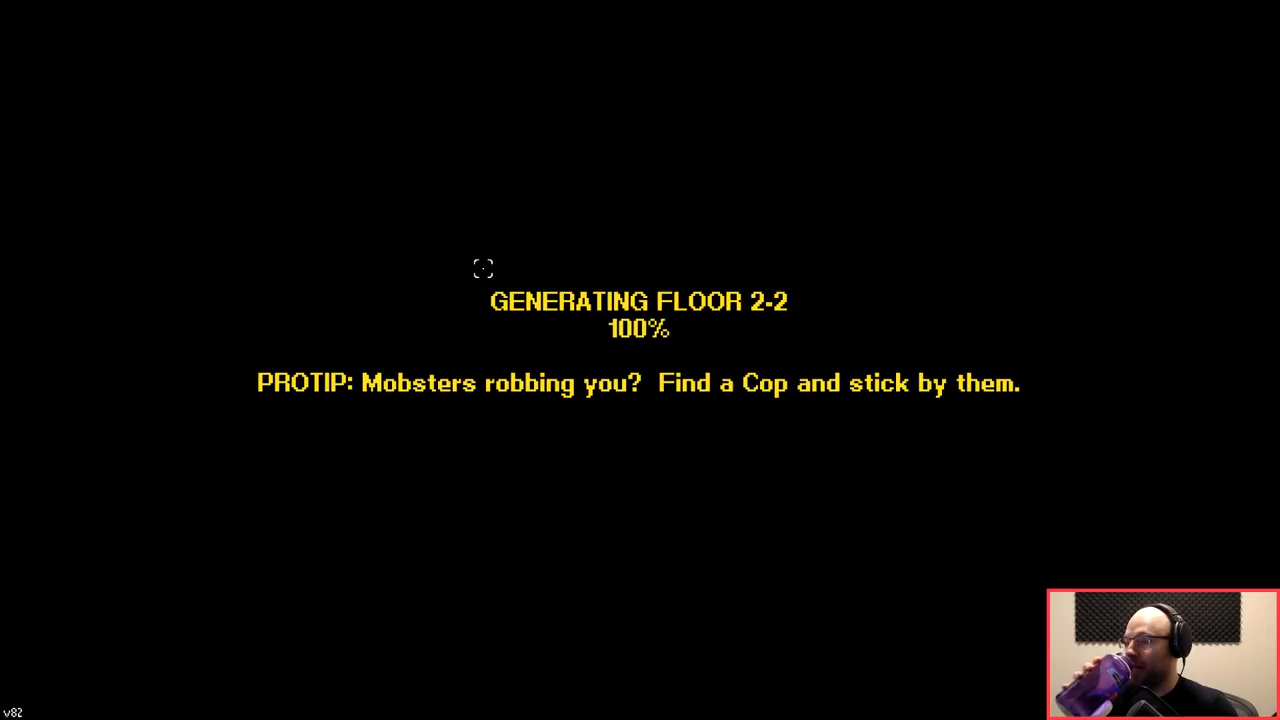 GENERATING FLOOR 2-2
100%
PROTIP: Mobsters robbing you?  Find a Cop and stick by them.
v82